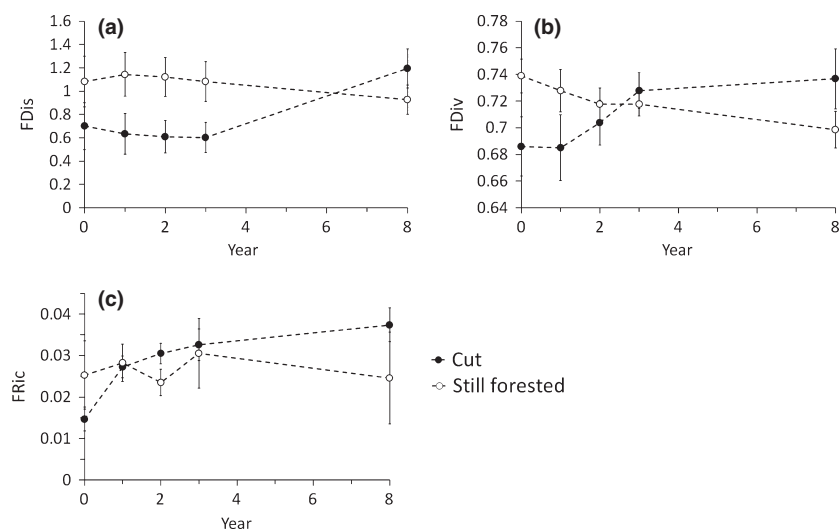 (a)
1.6
1.4
1.2
1
0.8
0.6
0.4
0.2
0
FDis
0 2 4 6 8
Year
(b)
0.78
0.76
0.74
0.72
0.7
0.68
0.66
0.64
FDiv
0 2 4 6 8
Year
(c)
0.04
0.03
0.02
0.01
0
FRic
0 2 4 6 8
Year
Cut
Still forested